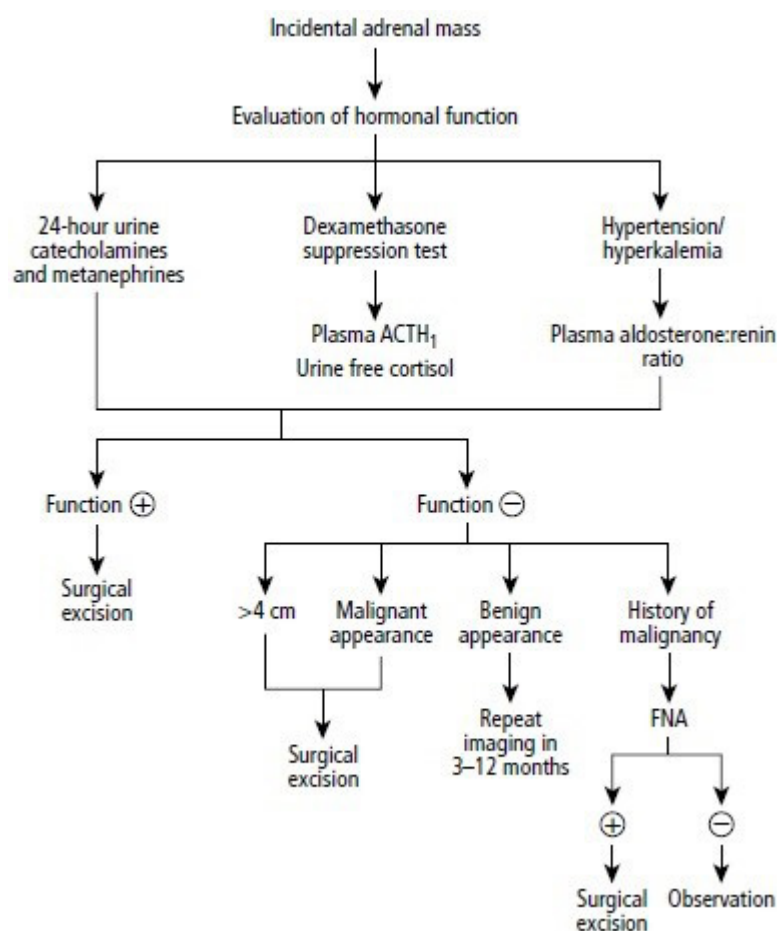 Incidental adrenal mass
Evaluation of hormonal function
24-hour urine
catecholamines
and metanephrines
Dexamethasone
suppression test
Hypertension/
hyperkalemia
Plasma ACTH1
Urine free cortisol
Plasma aldosterone:renin
ratio
Function +
Function −
Surgical
excision
>4 cm
Malignant
appearance
Benign
appearance
History of
malignancy
Surgical
excision
Repeat
imaging in
3–12 months
FNA
+
−
Surgical
excision
Observation